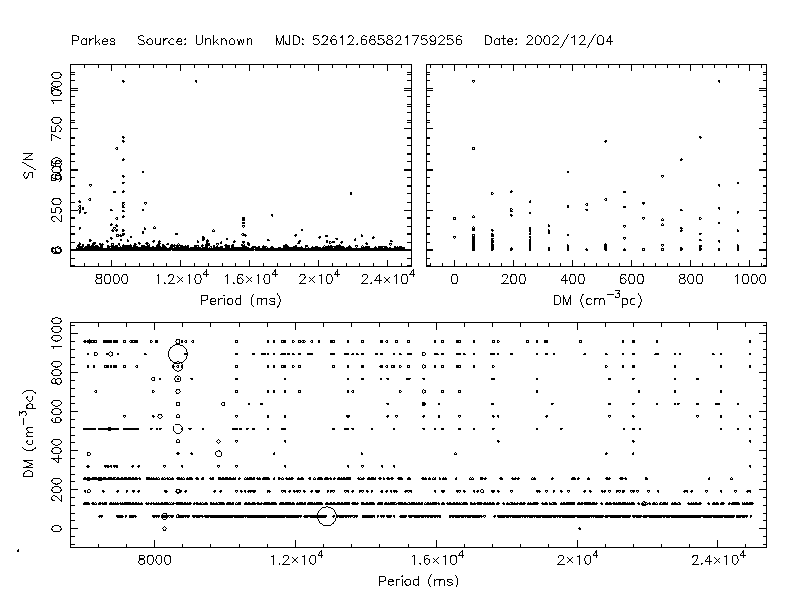 Parkes Source: Unknown MJD: 52612.665821759256 Date: 2002/12/04
S/N
0 250 500 750 1000
8000 1.2×10⁴ 1.6×10⁴ 2×10⁴ 2.4×10⁴
Period (ms)
0 200 400 600 800 1000
DM (cm⁻³pc)
DM (cm⁻³pc)
0 200 400 600 800 1000
8000 1.2×10⁴ 1.6×10⁴ 2×10⁴ 2.4×10⁴
Period (ms)